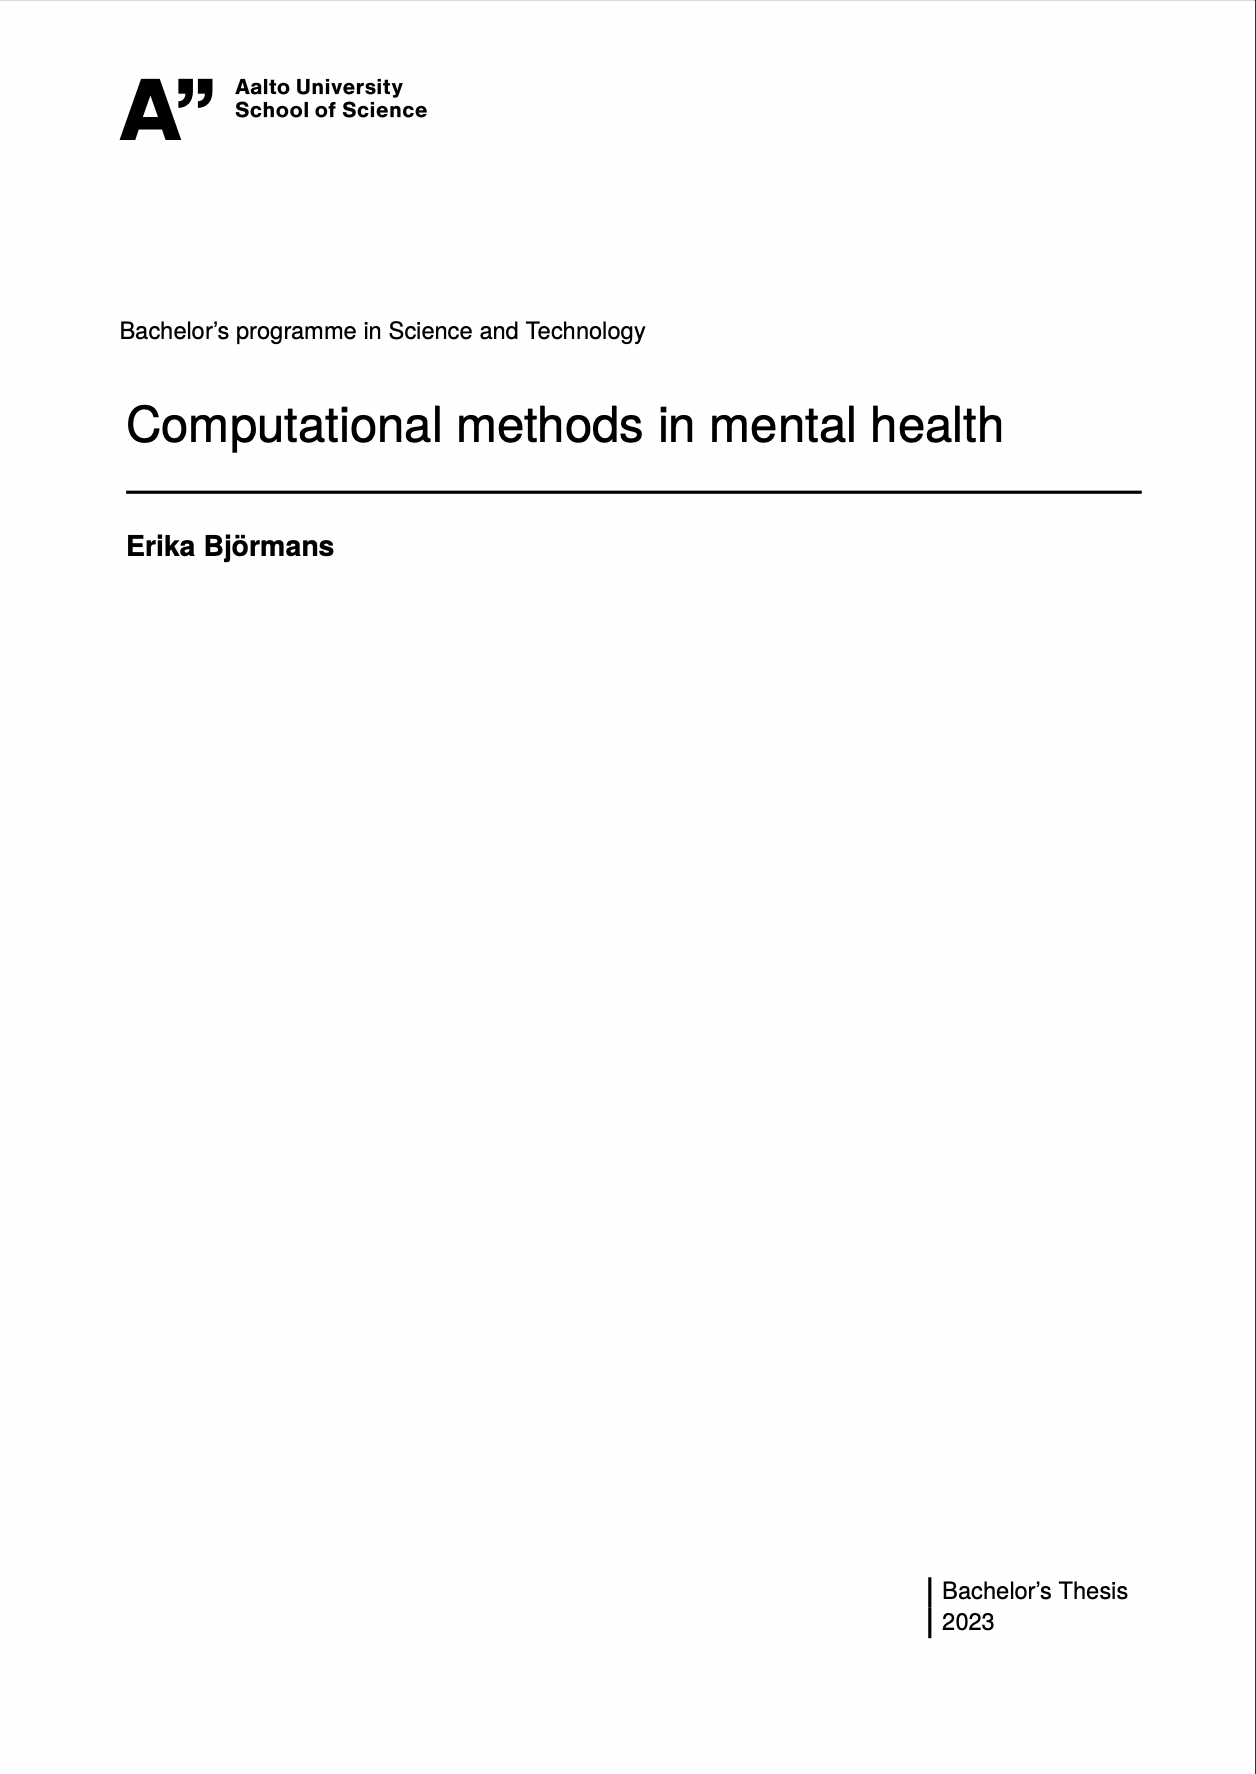 A”
Aalto University
School of Science
Bachelor’s programme in Science and Technology
Computational methods in mental health
Erika Björmans
Bachelor’s Thesis
2023